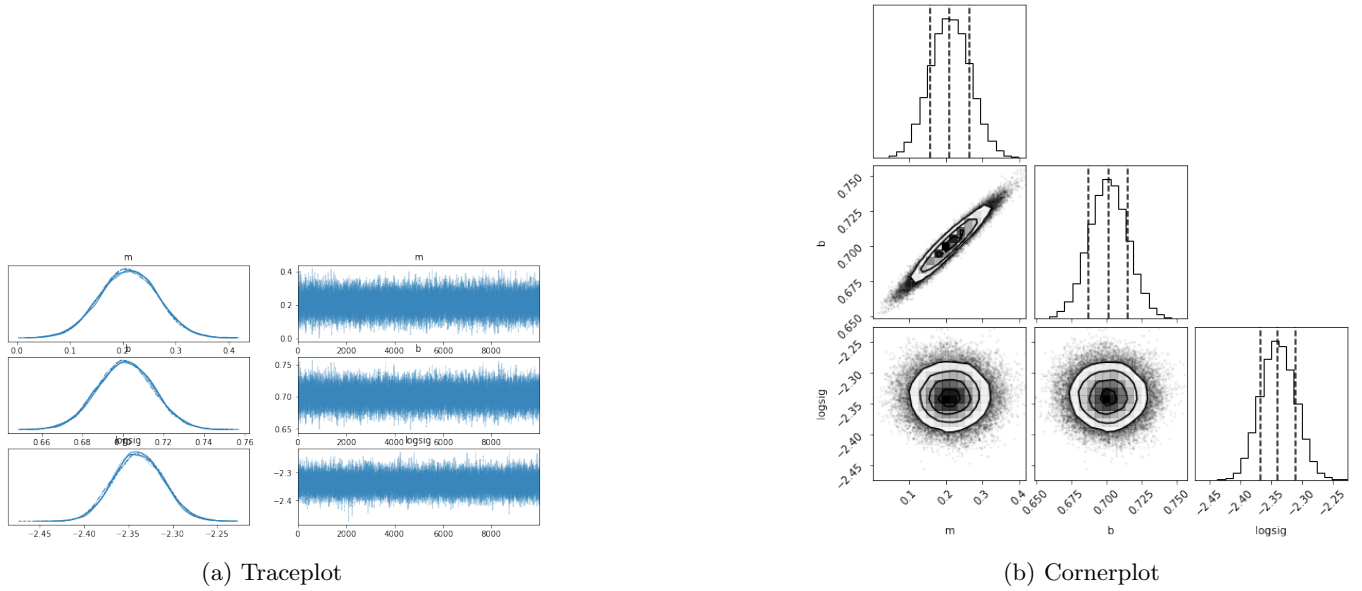 m
0.0 0.1 0.2 0.3 0.4
m
0.4
0.2
0.0
0 2000 4000 6000 8000
b
0.66 0.68 0.70 0.72 0.74 0.76
b
0.75
0.70
0.65
0 2000 4000 6000 8000
logsig
−2.45 −2.40 −2.35 −2.30 −2.25
logsig
−2.3
−2.4
0 2000 4000 6000 8000
(a) Traceplot
b
0.750
0.725
0.700
0.675
0.650
logsig
−2.25
−2.30
−2.35
−2.40
−2.45
0.1 0.2 0.3 0.4
m
0.650 0.675 0.700 0.725 0.750
b
−2.45 −2.40 −2.35 −2.30 −2.25
logsig
(b) Cornerplot